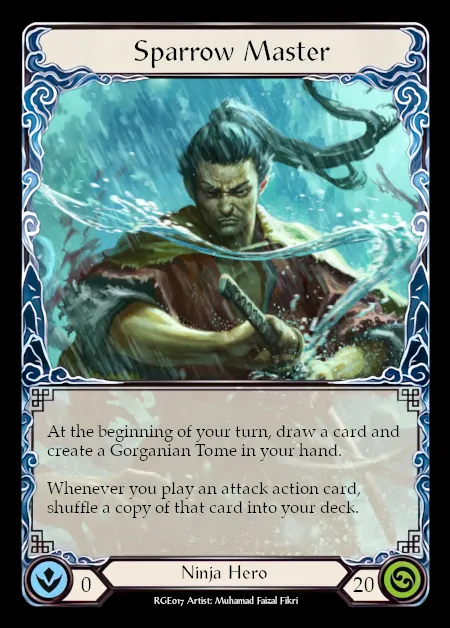 Sparrow Master
At the beginning of your turn, draw a card and
create a Gorganian Tome in your hand.
Whenever you play an attack action card,
shuffle a copy of that card into your deck.
0
Ninja Hero
20
RGE017 Artist: Muhamad Faizal Fikri